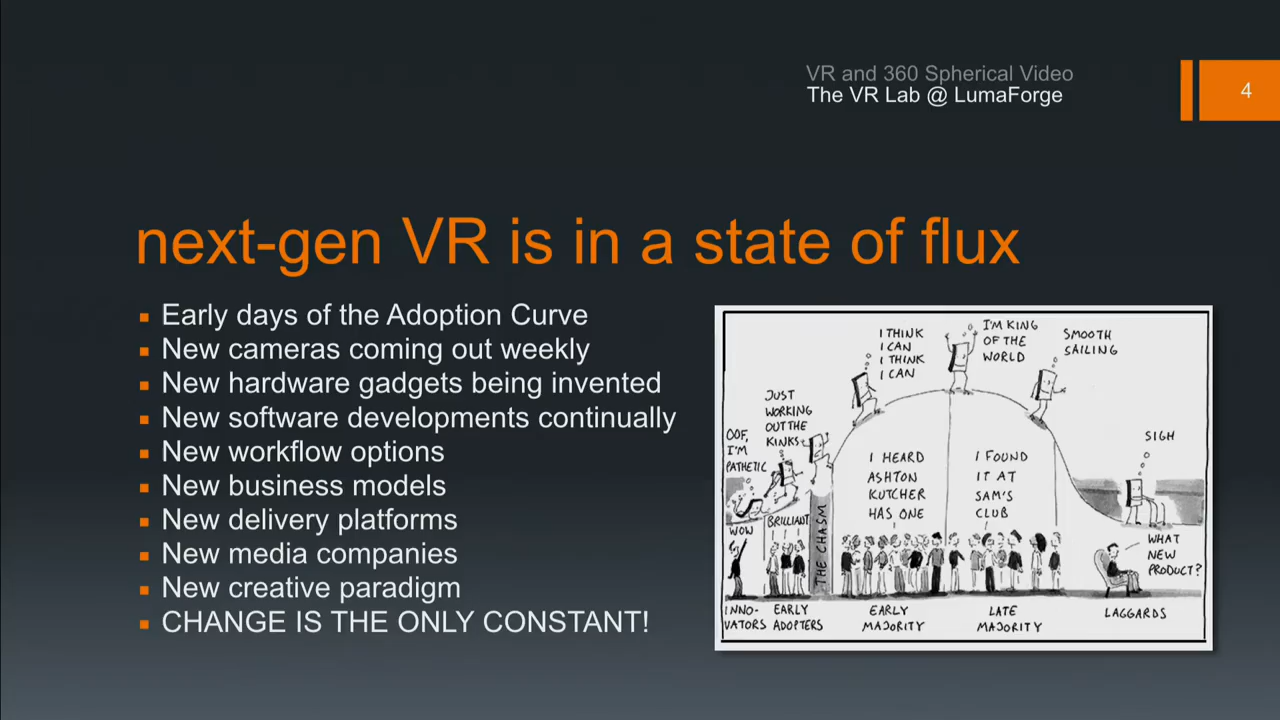 VR and 360 Spherical Video
The VR Lab @ LumaForge
4
next-gen VR is in a state of flux
Early days of the Adoption Curve
New cameras coming out weekly
New hardware gadgets being invented
New software developments continually
New workflow options
New business models
New delivery platforms
New media companies
New creative paradigm
CHANGE IS THE ONLY CONSTANT!
OOF,
I'M
PATHETIC
JUST
WORKING
OUT THE
KINKS
I THINK
I CAN
I THINK
I CAN
I'M KING
OF THE
WORLD
SMOOTH
SAILING
SIGH
WOW
BRILLIANT
THE CHASM
I HEARD
ASHTON
KUTCHER
HAS ONE
I FOUND
IT AT
SAM'S
CLUB
WHAT
NEW
PRODUCT?
INNO-
VATORS
EARLY
ADOPTERS
EARLY
MAJORITY
LATE
MAJORITY
LAGGARDS